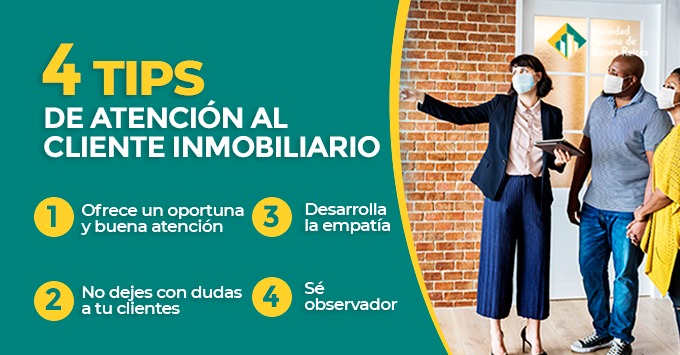 4 TIPS
DE ATENCIÓN AL
CLIENTE INMOBILIARIO
1 Ofrece un oportuna
y buena atención
2 No dejes con dudas
a tu clientes
3 Desarrolla
la empatía
4 Sé
observador
de